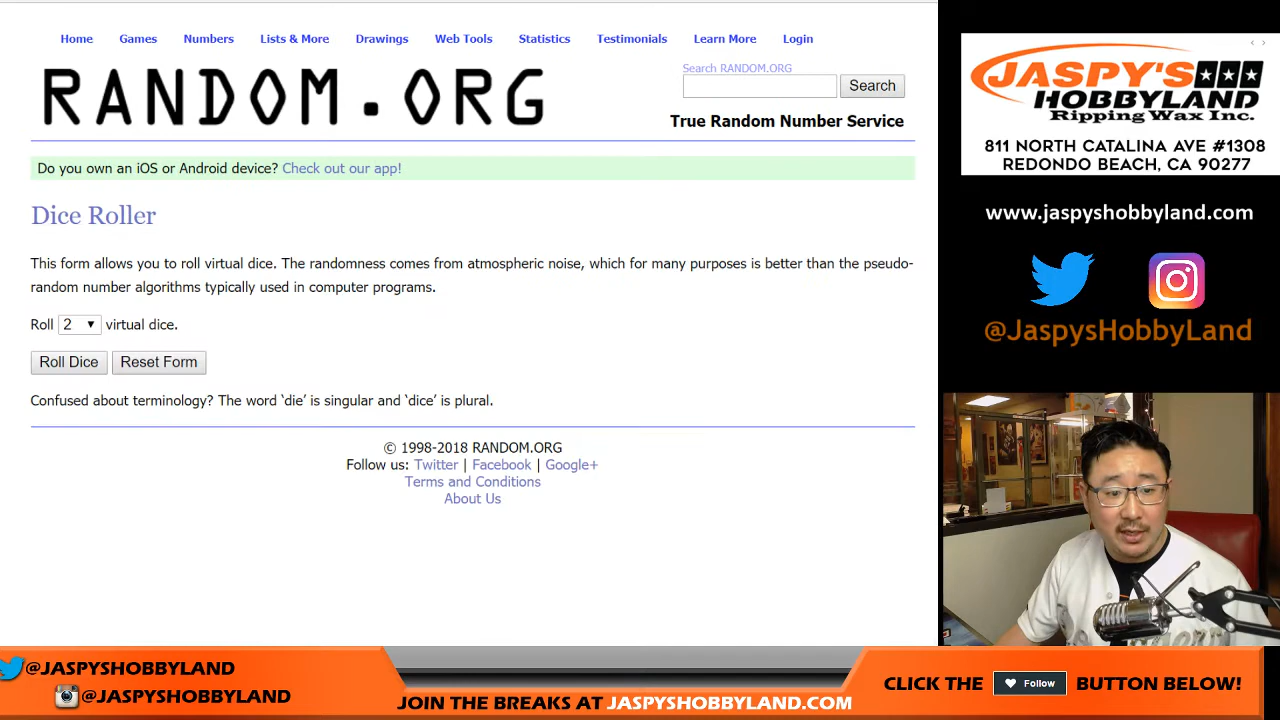 Home Games Numbers Lists & More Drawings Web Tools Statistics Testimonials Learn More Login
RANDOM.ORG
Search RANDOM.ORG
Search
True Random Number Service
Do you own an iOS or Android device? Check out our app!
Dice Roller
This form allows you to roll virtual dice. The randomness comes from atmospheric noise, which for many purposes is better than the pseudo-
random number algorithms typically used in computer programs.
Roll 2 virtual dice.
Roll Dice Reset Form
Confused about terminology? The word ‘die’ is singular and ‘dice’ is plural.
© 1998-2018 RANDOM.ORG
Follow us: Twitter | Facebook | Google+
Terms and Conditions
About Us
JASPY'S
HOBBYLAND
Ripping Wax Inc.
811 NORTH CATALINA AVE #1308
REDONDO BEACH, CA 90277
www.jaspyshobbyland.com
@JaspysHobbyLand
@JASPYSHOBBYLAND
@JASPYSHOBBYLAND
JOIN THE BREAKS AT JASPYSHOBBYLAND.COM
CLICK THE Follow BUTTON BELOW!